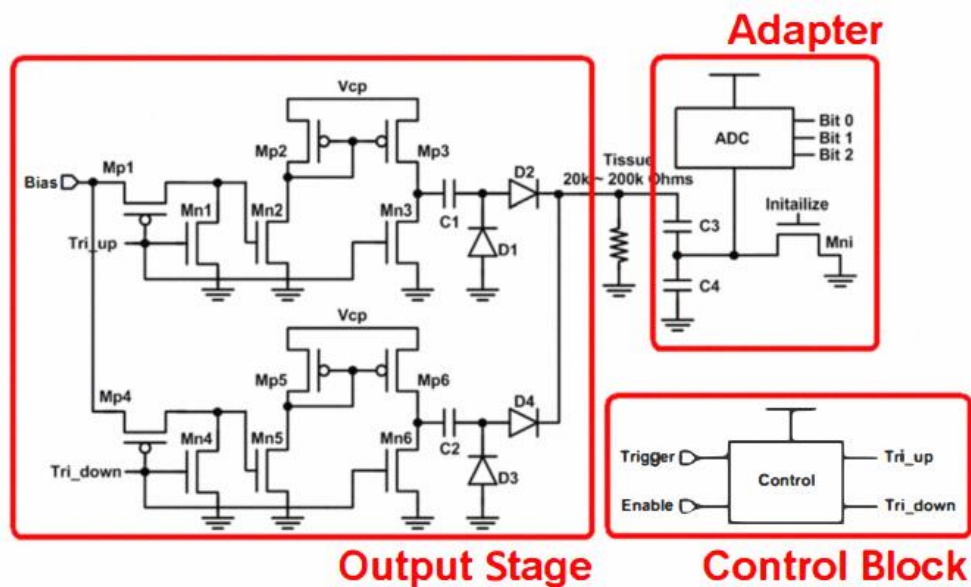 Adapter
Vcp
Mp2
Mp3
Mp1
Bias
Mn1
Mn2
Mn3
Tri_up
C1
D2
D1
Tissue
20k ~ 200k Ohms
ADC
Bit 0
Bit 1
Bit 2
C3
Initailize
Mni
C4
Vcp
Mp5
Mp6
Mp4
Mn4
Mn5
Mn6
Tri_down
C2
D4
D3
Trigger
Enable
Control
Tri_up
Tri_down
Output Stage
Control Block